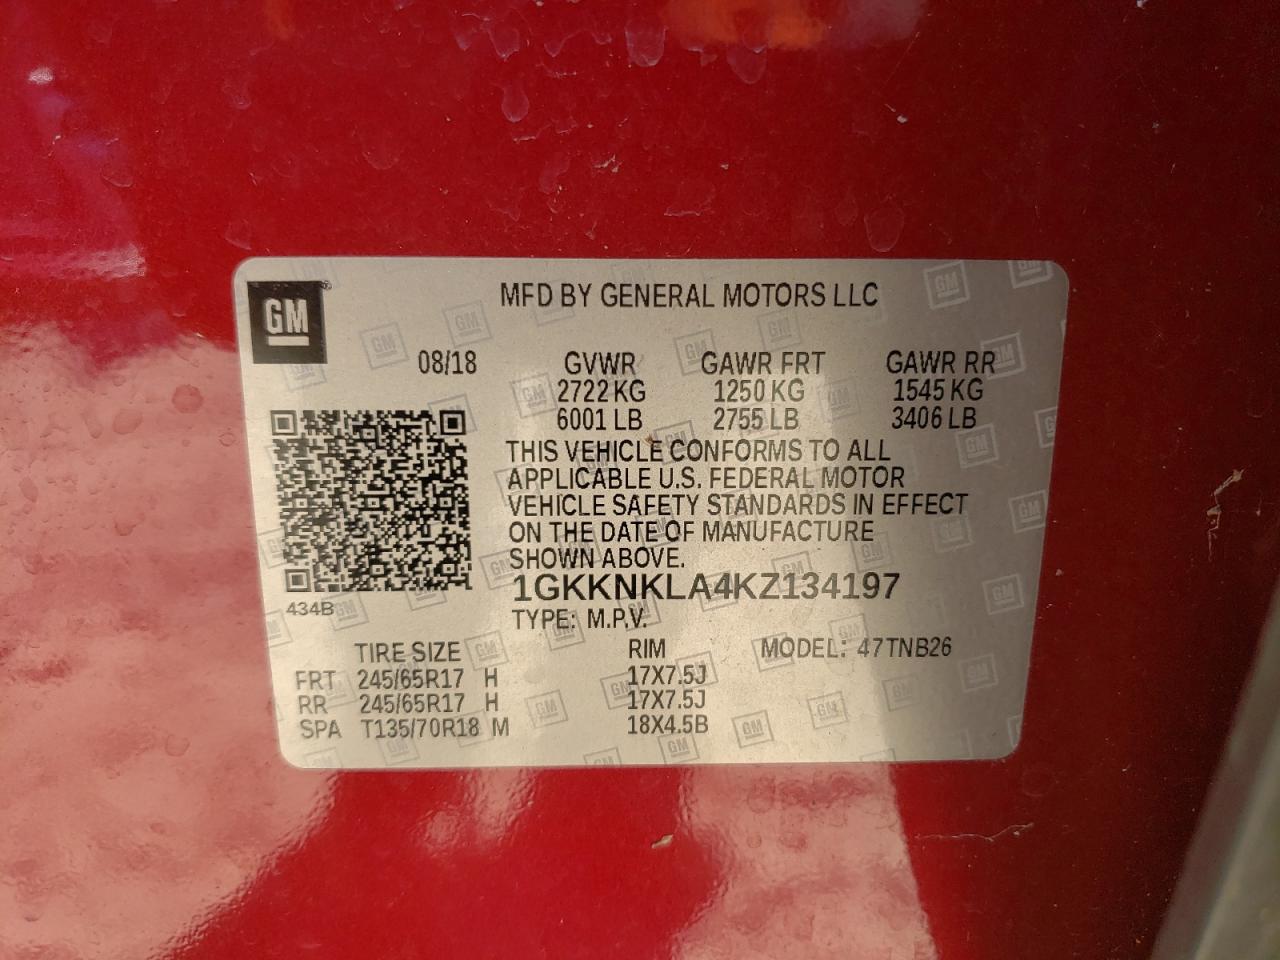 GM
MFD BY GENERAL MOTORS LLC
08/18 GVWR GAWR FRT GAWR RR
2722 KG 1250 KG 1545 KG
6001 LB 2755 LB 3406 LB
THIS VEHICLE CONFORMS TO ALL
APPLICABLE U.S. FEDERAL MOTOR
VEHICLE SAFETY STANDARDS IN EFFECT
ON THE DATE OF MANUFACTURE
SHOWN ABOVE.
1GKKNKLA4KZ134197
434B
TYPE: M.P.V.
TIRE SIZE RIM MODEL: 47TNB26
FRT 245/65R17 H 17X7.5J
RR 245/65R17 H 17X7.5J
SPA T135/70R18 M 18X4.5B